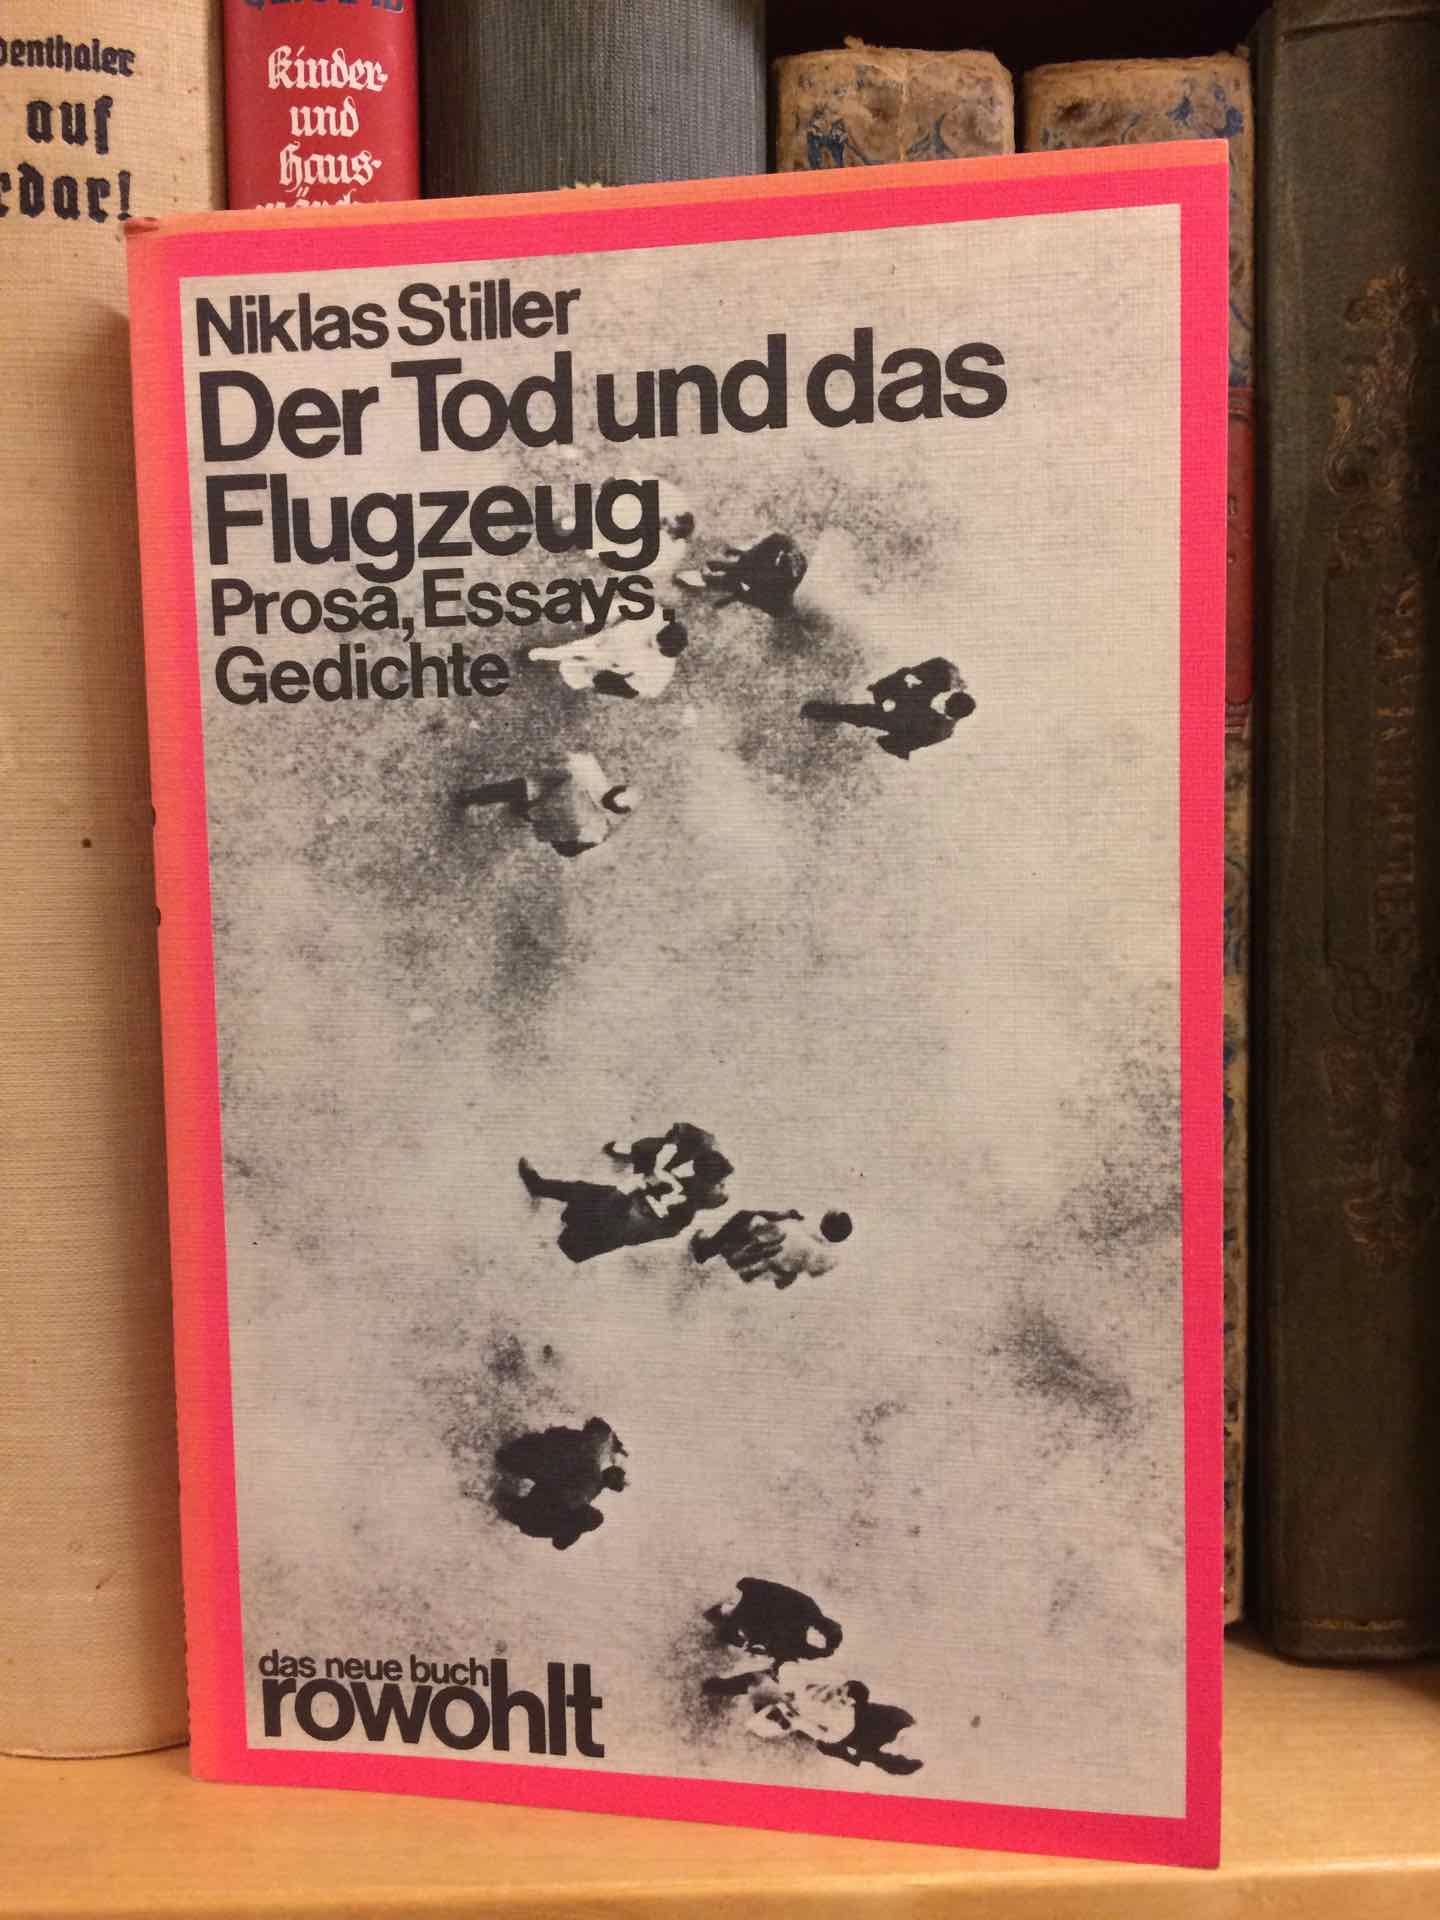 auf
Kinder-
und
Haus-
Niklas Stiller
Der Tod und das
Flugzeug
Prosa, Essays,
Gedichte
das neue buch
rowohlt